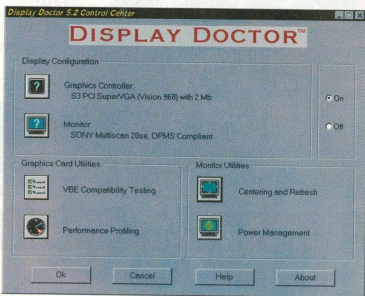 Display Doctor 5.2 Control Center
DISPLAY DOCTOR™
Display Configuration
Graphics Controller:
S3 PCI SuperVGA (Vision 968) with 2 Mb
On
Monitor:
SONY Multiscan 20se, DPMS Compliant
Off
Graphics Card Utilities
Monitor Utilities
VBE Compatibility Testing
Centering and Refresh
Performance Profiling
Power Management
Ok
Cancel
Help
About